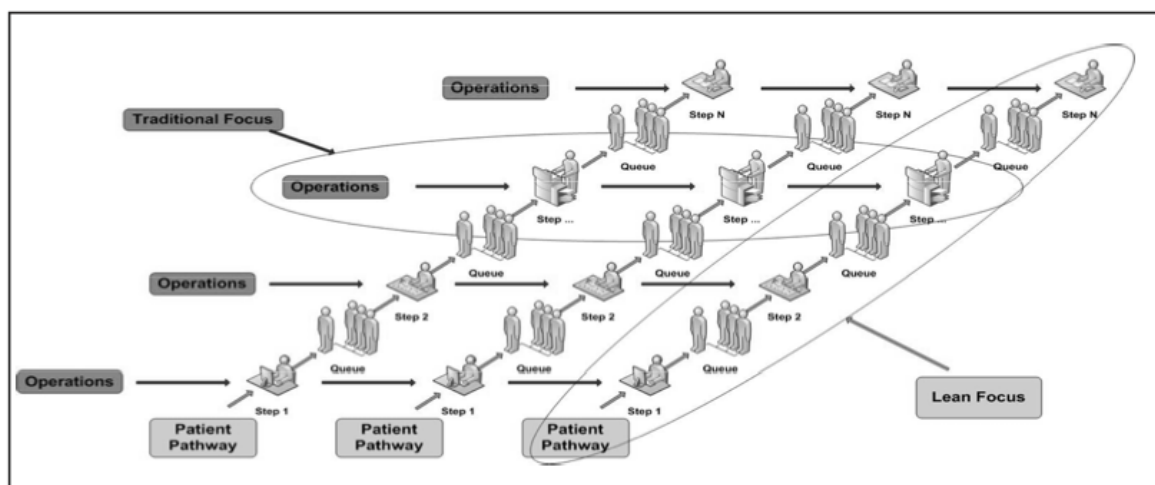 Operations
Step N
Step N
Step N
Traditional Focus
Queue
Queue
Queue
Operations
Step ...
Step ...
Step ...
Queue
Queue
Queue
Operations
Step 2
Step 2
Step 2
Queue
Queue
Queue
Operations
Step 1
Step 1
Step 1
Lean Focus
Patient
Pathway
Patient
Pathway
Patient
Pathway